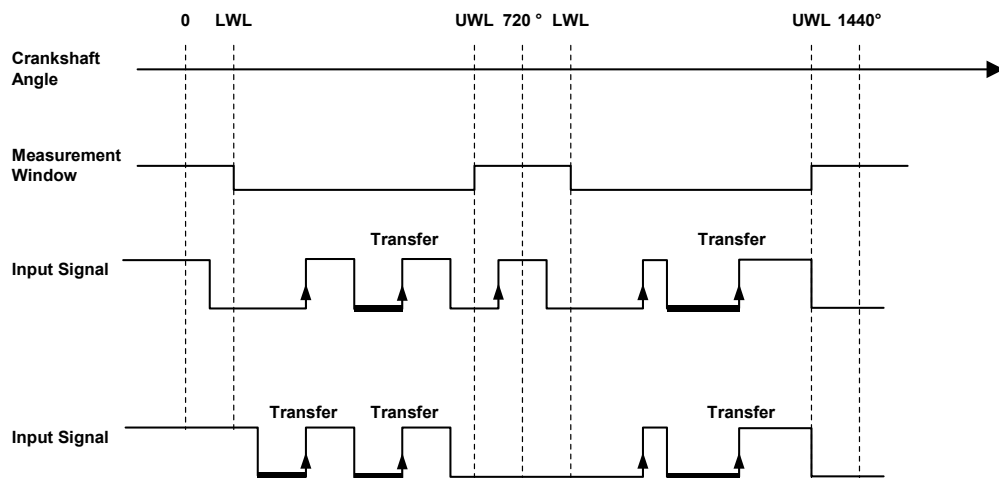 0 LWL UWL 720 ° LWL UWL 1440°
Crankshaft
Angle
Measurement
Window
Transfer Transfer
Input Signal
Transfer Transfer Transfer
Input Signal